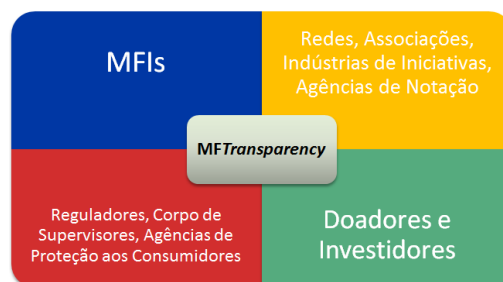 MFIs
Redes, Associações,
Indústrias de Iniciativas,
Agências de Notação
MFTransparency
Reguladores, Corpo de
Supervisores, Agências de
Proteção aos Consumidores
Doadores e
Investidores